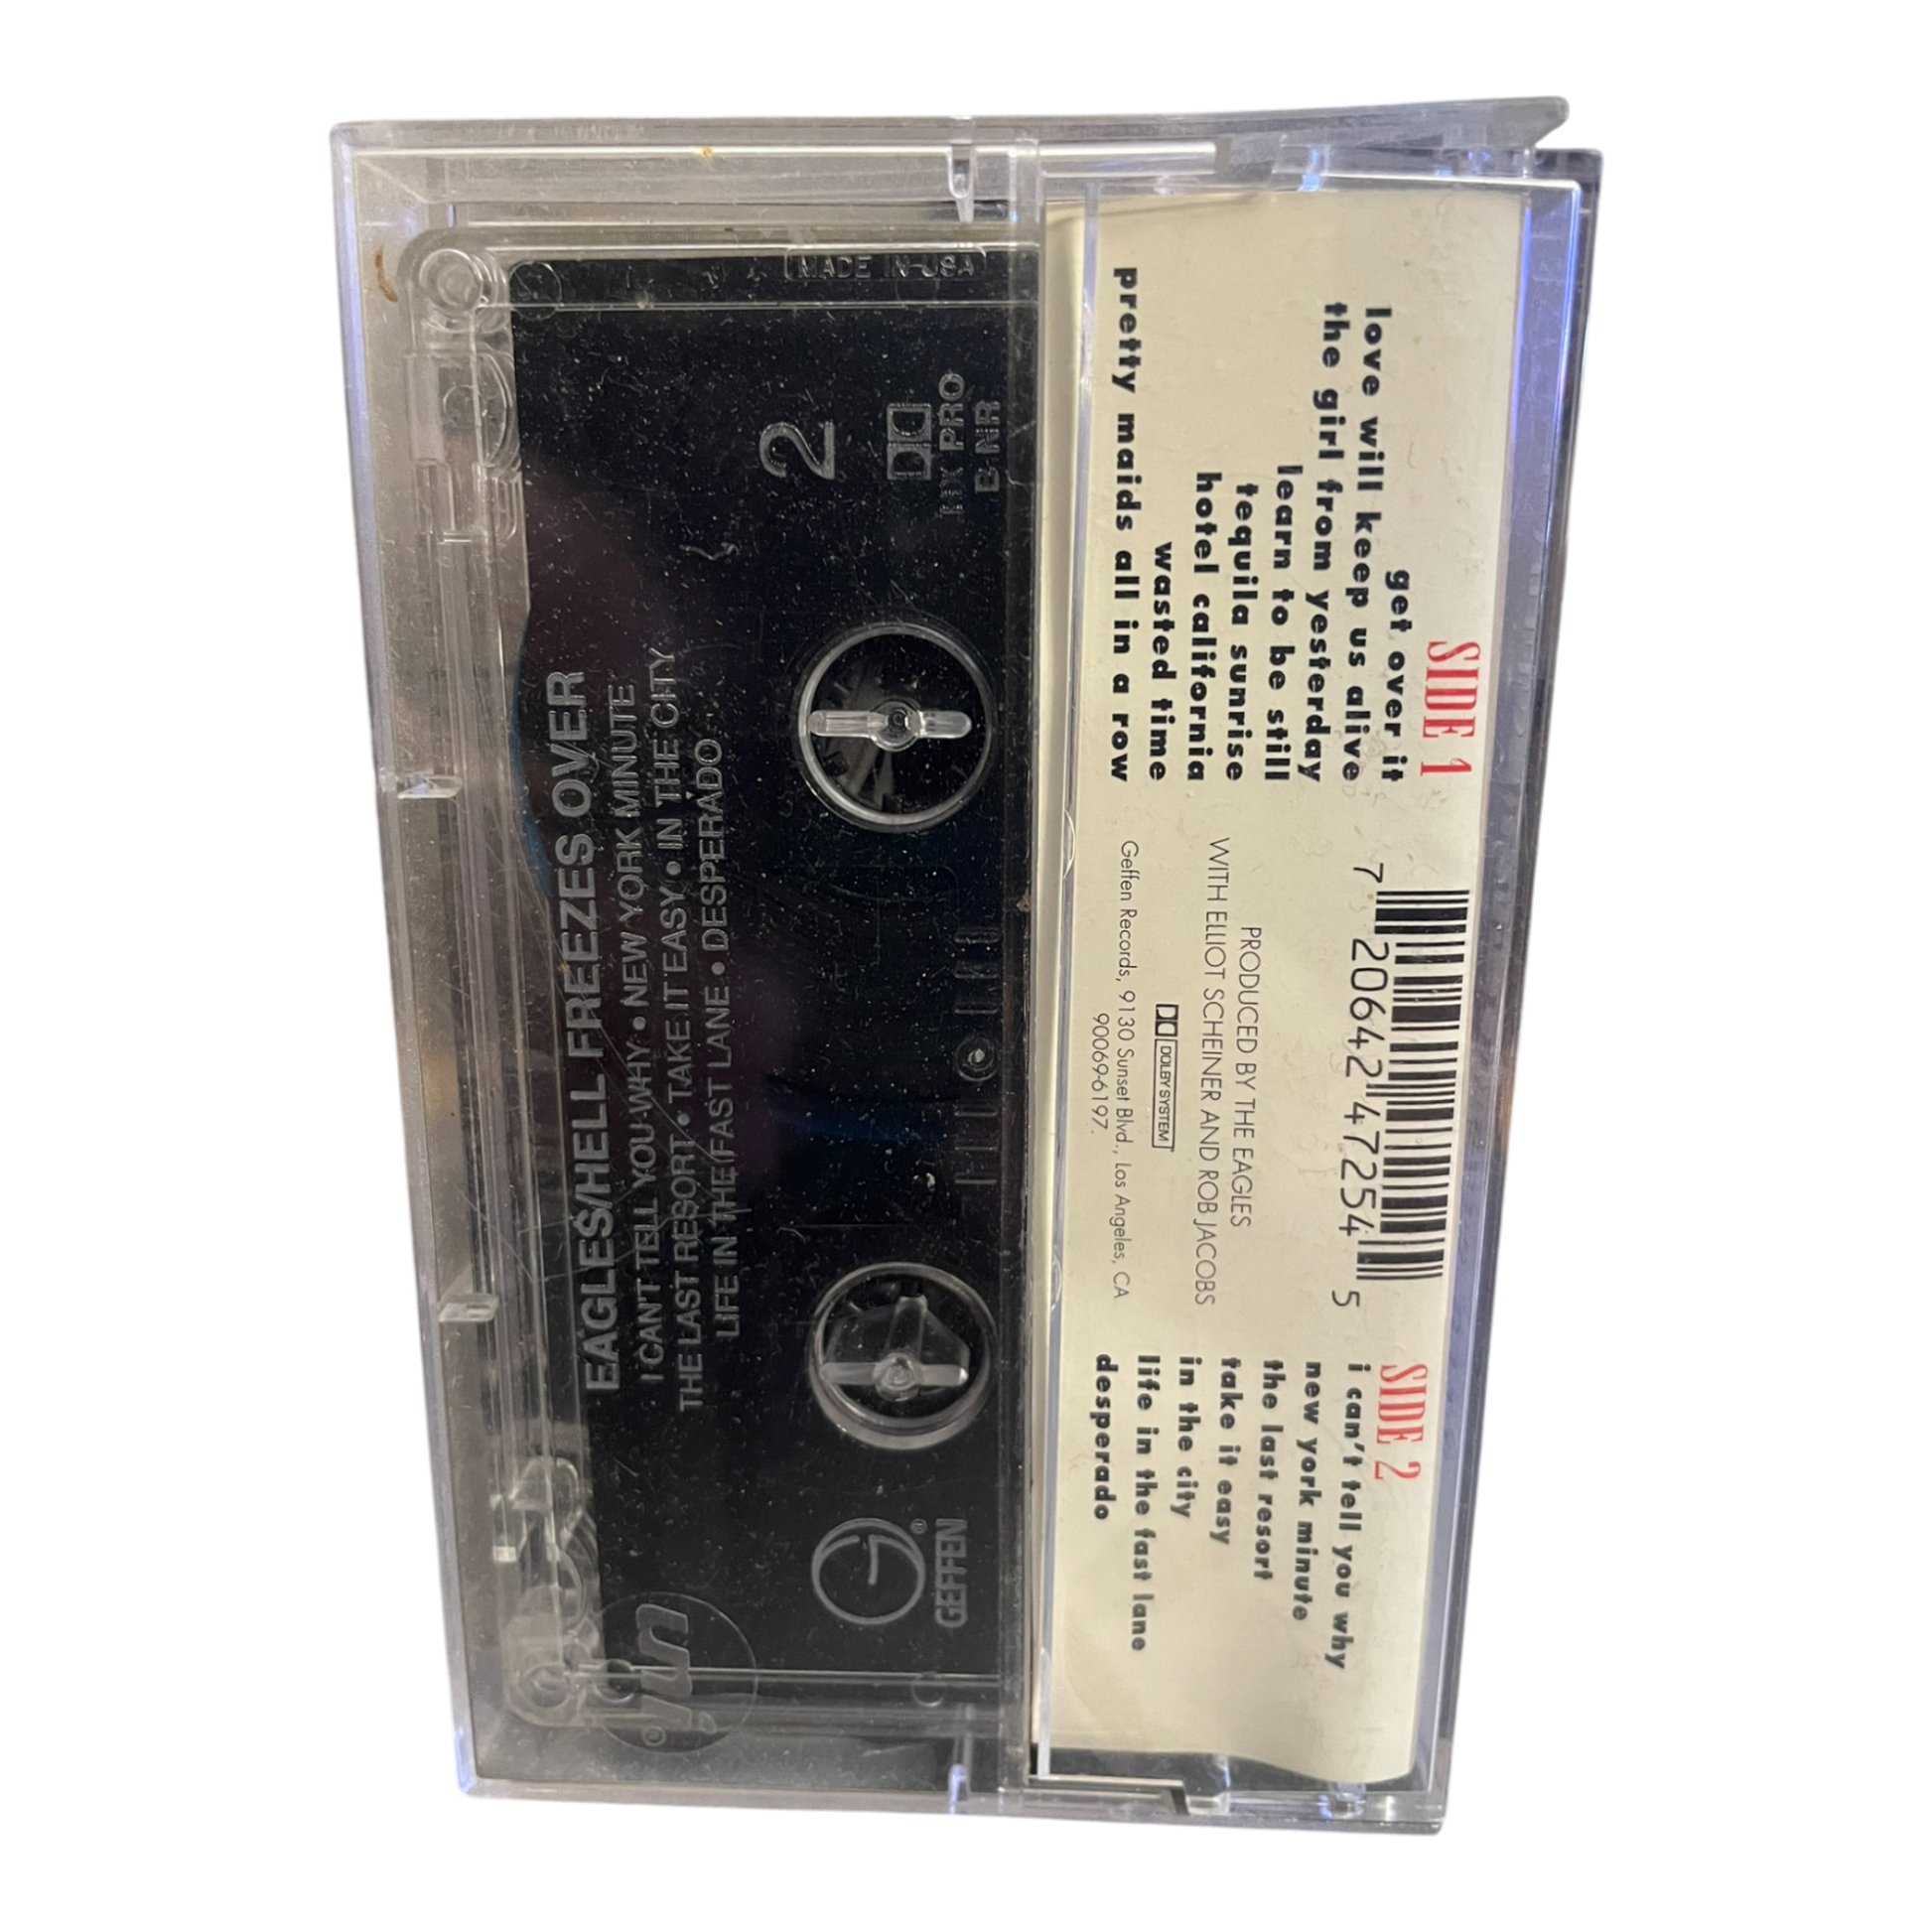 SIDE 1
get over it
love will keep us alive
the girl from yesterday
learn to be still
tequila sunrise
hotel california
wasted time
pretty maids all in a row
7 20642 47254 5
PRODUCED BY THE EAGLES
WITH ELLIOT SCHEINER AND ROB JACOBS
DOLBY SYSTEM
Geffen Records, 9130 Sunset Blvd., Los Angeles, CA
90069-6197.
SIDE 2
i can't tell you why
new york minute
the last resort
take it easy
in the city
life in the fast lane
desperado
MADE IN USA
2
HX PRO
B NR
EAGLES/HELL FREEZES OVER
I CAN'T TELL YOU WHY • NEW YORK MINUTE
THE LAST RESORT • TAKE IT EASY • IN THE CITY
LIFE IN THE FAST LANE • DESPERADO
GEFFEN